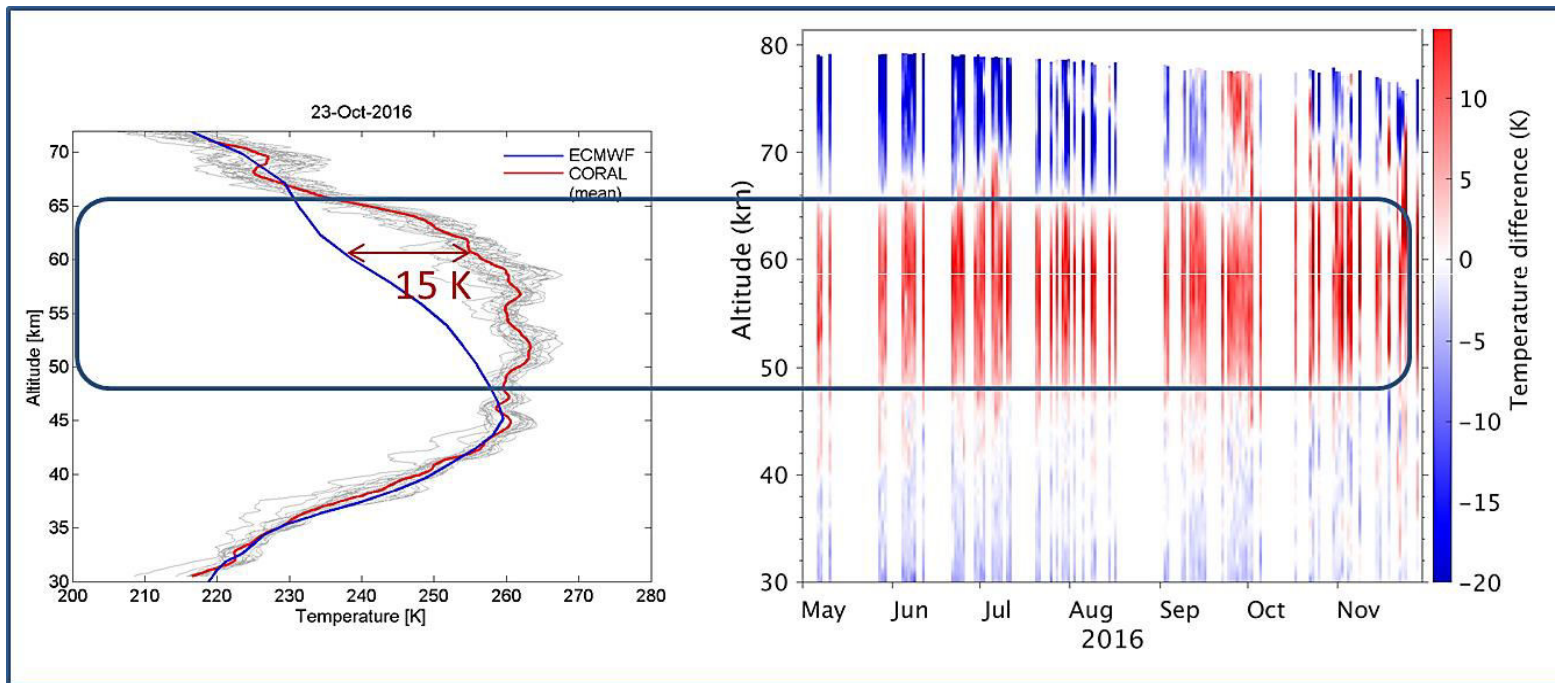 23-Oct-2016
ECMWF
CORAL
(mean)
15 K
Altitude [km]
70
65
60
55
50
45
40
35
30
200 210 220 230 240 250 260 270 280
Temperature [K]
Altitude (km)
80
70
60
50
40
30
May Jun Jul Aug Sep Oct Nov
2016
10
5
0
−5
−10
−15
−20
Temperature difference (K)